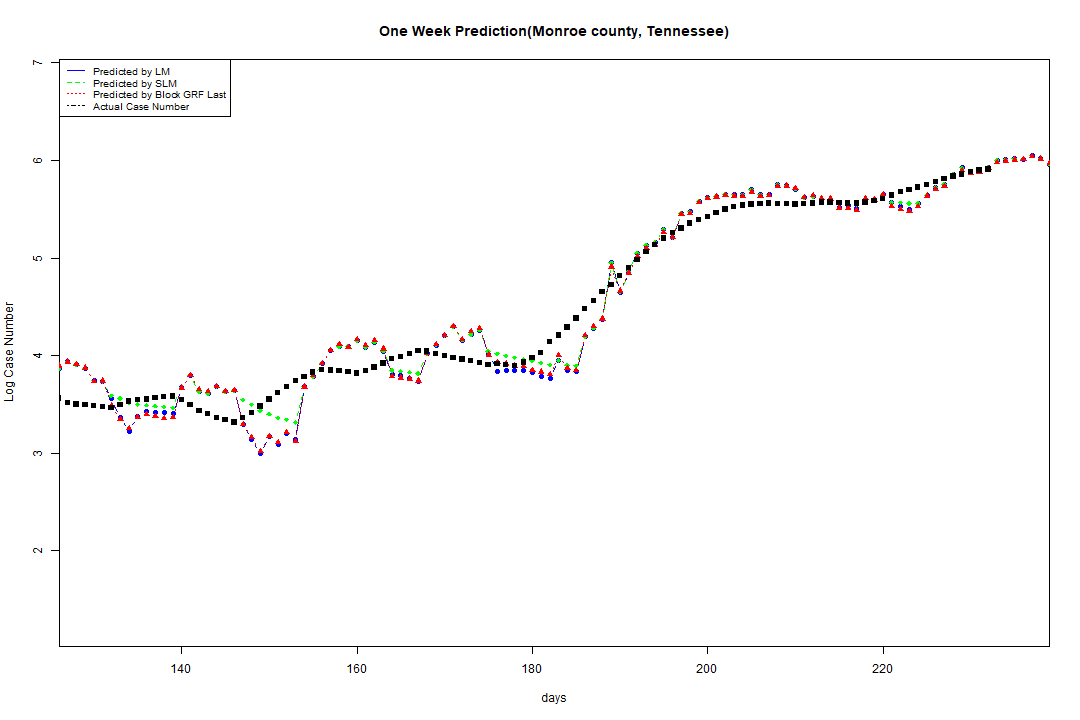 One Week Prediction(Monroe county, Tennessee)
Predicted by LM
Predicted by SLM
Predicted by Block GRF Last
Actual Case Number
7
6
5
4
3
2
Log Case Number
140 160 180 200 220
days